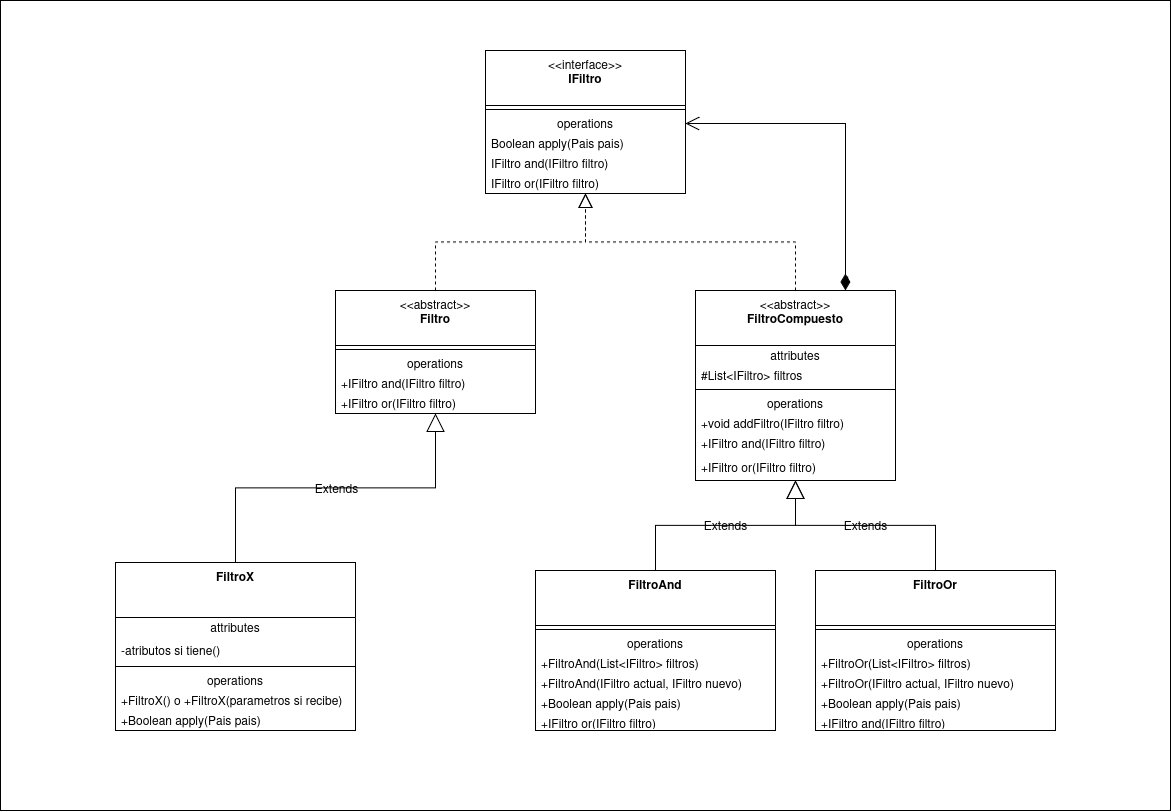 <<interface>>
IFiltro
operations
Boolean apply(Pais pais)
IFiltro and(IFiltro filtro)
IFiltro or(IFiltro filtro)
<<abstract>>
Filtro
operations
+IFiltro and(IFiltro filtro)
+IFiltro or(IFiltro filtro)
<<abstract>>
FiltroCompuesto
attributes
#List<IFiltro> filtros
operations
+void addFiltro(IFiltro filtro)
+IFiltro and(IFiltro filtro)
+IFiltro or(IFiltro filtro)
Extends
Extends
Extends
FiltroX
attributes
-atributos si tiene()
operations
+FiltroX() o +FiltroX(parametros si recibe)
+Boolean apply(Pais pais)
FiltroAnd
operations
+FiltroAnd(List<IFiltro> filtros)
+FiltroAnd(IFiltro actual, IFiltro nuevo)
+Boolean apply(Pais pais)
+IFiltro or(IFiltro filtro)
FiltroOr
operations
+FiltroOr(List<IFiltro> filtros)
+FiltroOr(IFiltro actual, IFiltro nuevo)
+Boolean apply(Pais pais)
+IFiltro and(IFiltro filtro)